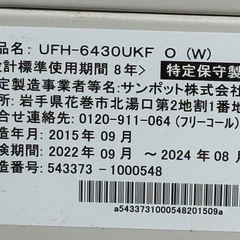 品名: UFH-6430UKF O (W)
設計標準使用期間 8年> 特定保守製
定製造事業者等名: サンポット株式会
所: 岩手県花巻市北湯口第2地割1番地
合せ連絡先: 0120-911-064 (フリーコール)
造年月: 2015年 09月
検期間: 2022年 09月 ～ 2024年 08月
造番号: 543373 - 1000548
a5433731000548201509a